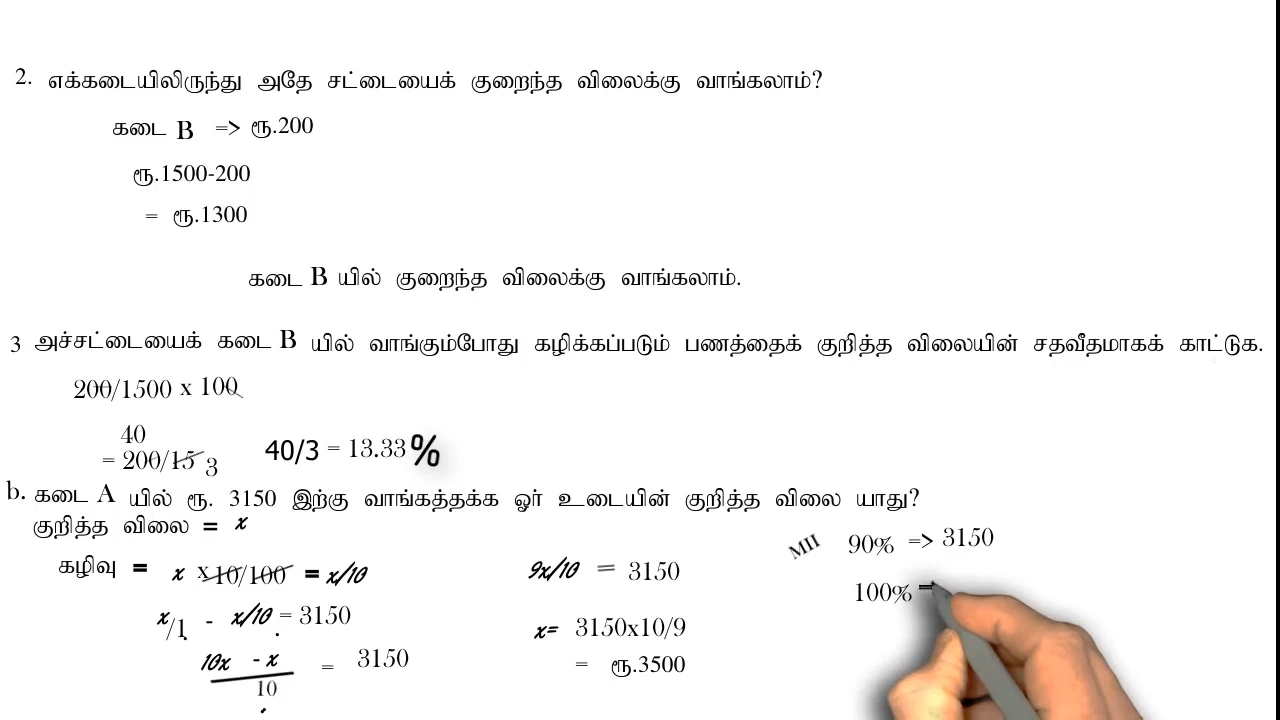 2. எக்கடையிலிருந்து அதே சட்டையைக் குறைந்த விலைக்கு வாங்கலாம்?
கடை B => ரூ.200
ரூ.1500-200
= ரூ.1300
கடை B யில் குறைந்த விலைக்கு வாங்கலாம்.
3 அச்சட்டையைக் கடை B யில் வாங்கும்போது கழிக்கப்படும் பணத்தைக் குறித்த விலையின் சதவீதமாகக் காட்டுக.
200/1500 x 100
40
= 200/15 3
40/3 = 13.33 %
b. கடை A யில் ரூ. 3150 இற்கு வாங்கத்தக்க ஓர் உடையின் குறித்த விலை யாது?
குறித்த விலை = x
கழிவு = x x 10/100 = x/10
x/1 - x/10 = 3150
10x - x = 3150
10
9x/10 = 3150
x= 3150x10/9
= ரூ.3500
MII 90% => 3150
100% =